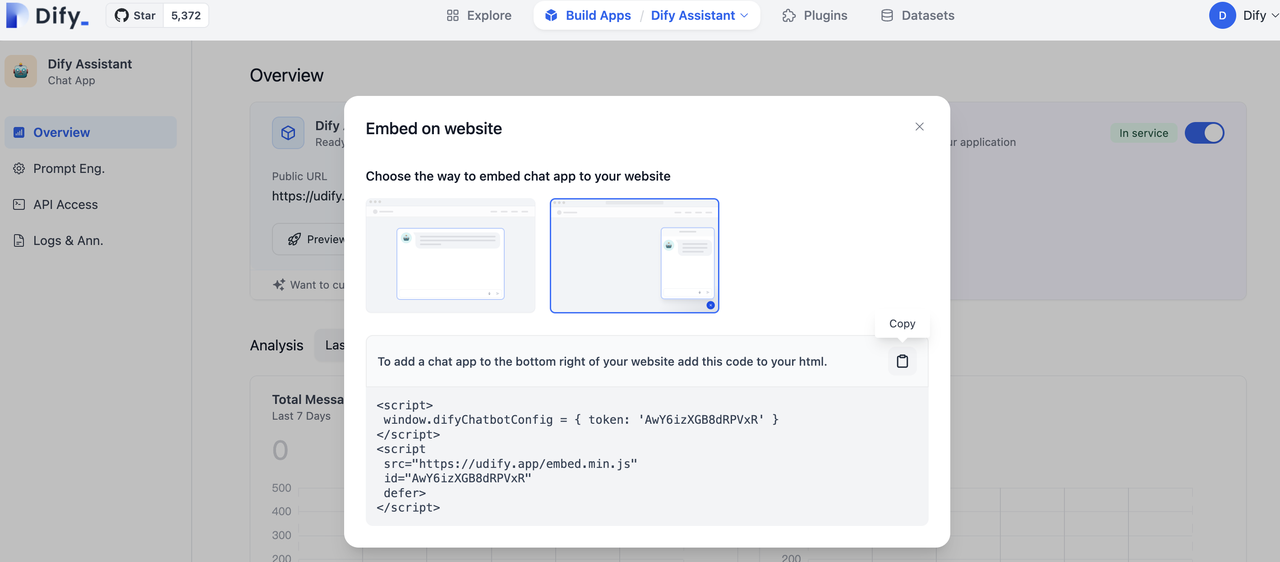 Dify_
Star 5,372
Explore
Build Apps / Dify Assistant
Plugins
Datasets
D Dify
Dify Assistant
Chat App
Overview
Prompt Eng.
API Access
Logs & Ann.
Overview
Dify
Ready
Public URL
https://udify.
Preview
Want to cu
ur application
In service
Analysis
Las
Total Messa
Last 7 Days
0
500
400
300
200
200
Embed on website
Choose the way to embed chat app to your website
Copy
To add a chat app to the bottom right of your website add this code to your html.
<script>
window.difyChatbotConfig = { token: 'AwY6izXGB8dRPVxR' }
</script>
<script
src="https://udify.app/embed.min.js"
id="AwY6izXGB8dRPVxR"
defer>
</script>